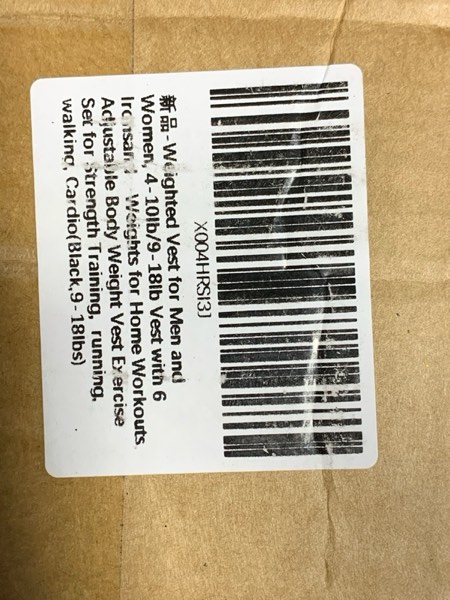 X004HRSI3J
新品 - Weighted Vest for Men and
Women, 4 - 10lb/9 - 18lb Vest with 6
Ironsand Weights for Home Workouts,
Adjustable Body Weight Vest Exercise
Set for Strength Training, running,
walking, Cardio(Black,9 - 18lbs)